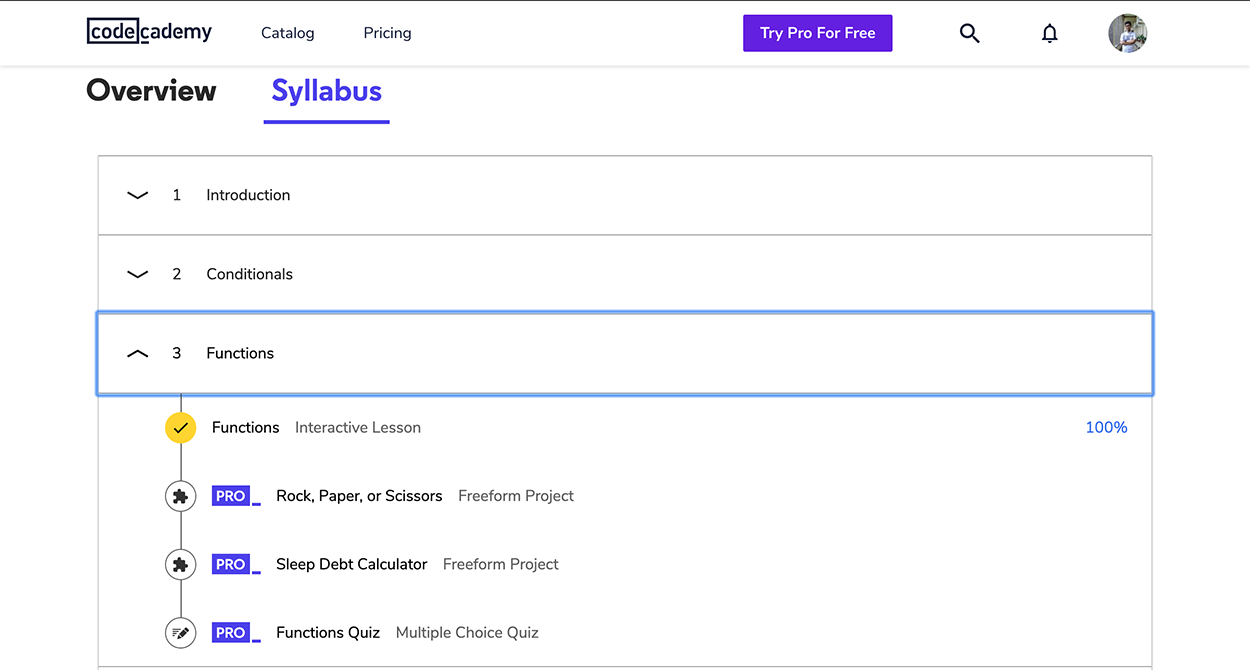 codecademy Catalog Pricing Try Pro For Free
Overview Syllabus
1 Introduction
2 Conditionals
3 Functions
Functions Interactive Lesson 100%
PRO Rock, Paper, or Scissors Freeform Project
PRO Sleep Debt Calculator Freeform Project
PRO Functions Quiz Multiple Choice Quiz